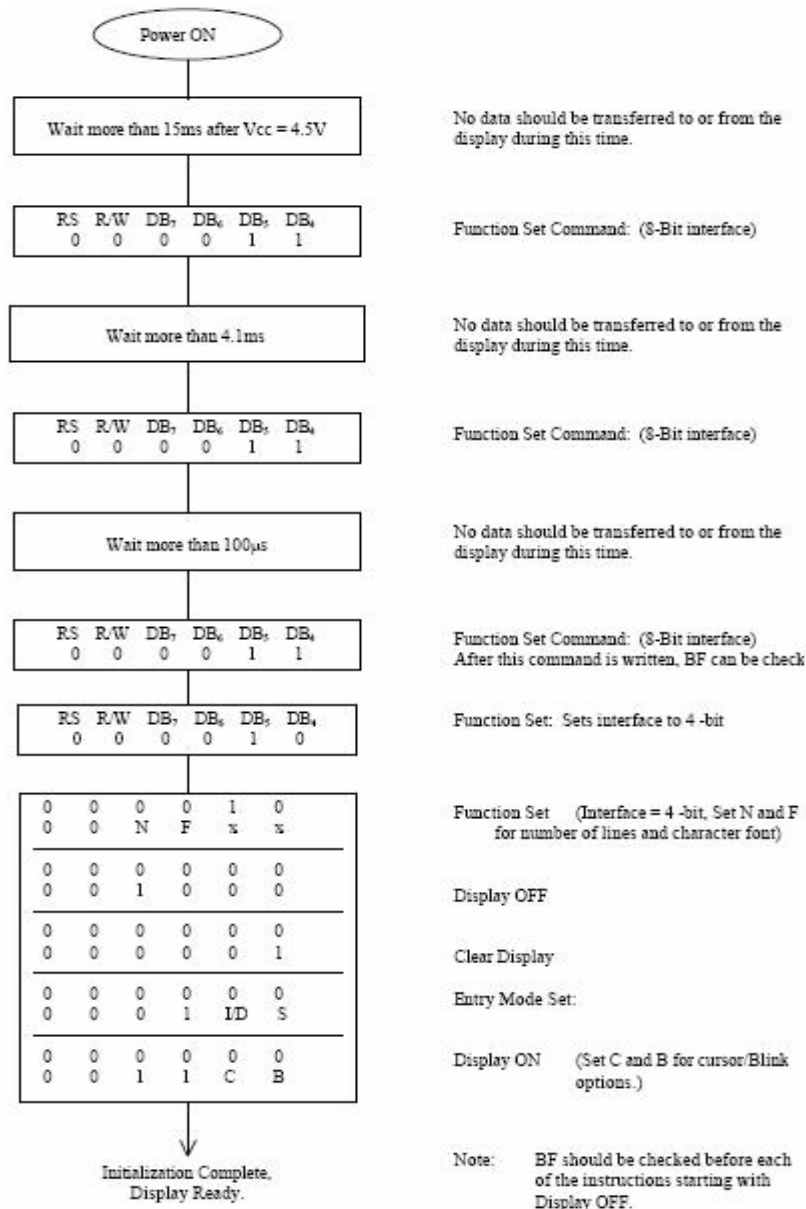 Power ON
Wait more than 15ms after Vcc = 4.5V
No data should be transferred to or from the
display during this time.
RS R/W DB₇ DB₆ DB₅ DB₄
0 0 0 0 1 1
Function Set Command: (8-Bit interface)
Wait more than 4.1ms
No data should be transferred to or from the
display during this time.
RS R/W DB₇ DB₆ DB₅ DB₄
0 0 0 0 1 1
Function Set Command: (8-Bit interface)
Wait more than 100µs
No data should be transferred to or from the
display during this time.
RS R/W DB₇ DB₆ DB₅ DB₄
0 0 0 0 1 1
Function Set Command: (8-Bit interface)
After this command is written, BF can be check
RS R/W DB₇ DB₆ DB₅ DB₄
0 0 0 0 1 0
Function Set: Sets interface to 4 -bit
0 0 0 0 1 0
0 0 N F x x
Function Set (Interface = 4 -bit, Set N and F
for number of lines and character font)
0 0 0 0 0 0
0 0 1 0 0 0
Display OFF
0 0 0 0 0 0
0 0 0 0 0 1
Clear Display
0 0 0 0 0 0
0 0 0 1 I/D S
Entry Mode Set:
0 0 0 0 0 0
0 0 1 1 C B
Display ON (Set C and B for cursor/Blink
options.)
Initialization Complete,
Display Ready.
Note: BF should be checked before each
of the instructions starting with
Display OFF.